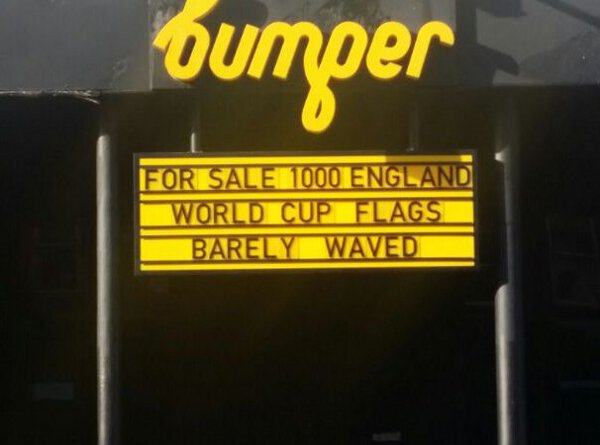 bumper
FOR SALE 1000 ENGLAND
WORLD CUP FLAGS
BARELY WAVED